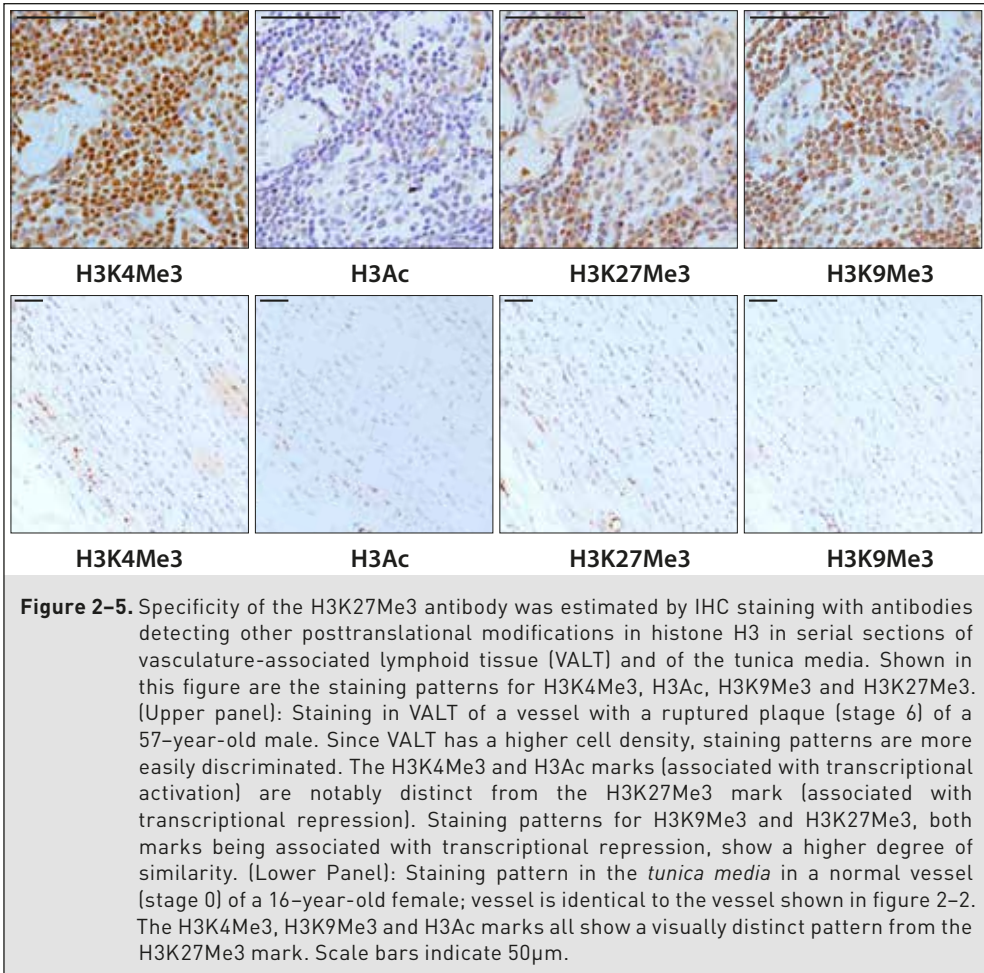 H3K4Me3 H3Ac H3K27Me3 H3K9Me3
H3K4Me3 H3Ac H3K27Me3 H3K9Me3
Figure 2–5. Specificity of the H3K27Me3 antibody was estimated by IHC staining with antibodies
detecting other posttranslational modifications in histone H3 in serial sections of
vasculature-associated lymphoid tissue (VALT) and of the tunica media. Shown in
this figure are the staining patterns for H3K4Me3, H3Ac, H3K9Me3 and H3K27Me3.
(Upper panel): Staining in VALT of a vessel with a ruptured plaque (stage 6) of a
57–year-old male. Since VALT has a higher cell density, staining patterns are more
easily discriminated. The H3K4Me3 and H3Ac marks (associated with transcriptional
activation) are notably distinct from the H3K27Me3 mark (associated with
transcriptional repression). Staining patterns for H3K9Me3 and H3K27Me3, both
marks being associated with transcriptional repression, show a higher degree of
similarity. (Lower Panel): Staining pattern in the tunica media in a normal vessel
(stage 0) of a 16–year-old female; vessel is identical to the vessel shown in figure 2–2.
The H3K4Me3, H3K9Me3 and H3Ac marks all show a visually distinct pattern from the
H3K27Me3 mark. Scale bars indicate 50µm.